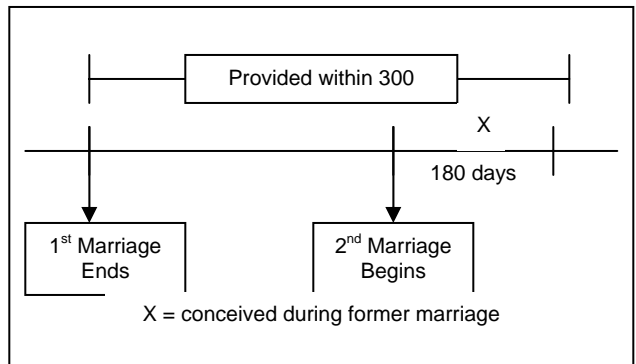 Provided within 300
X
180 days
1st Marriage
Ends
2nd Marriage
Begins
X = conceived during former marriage